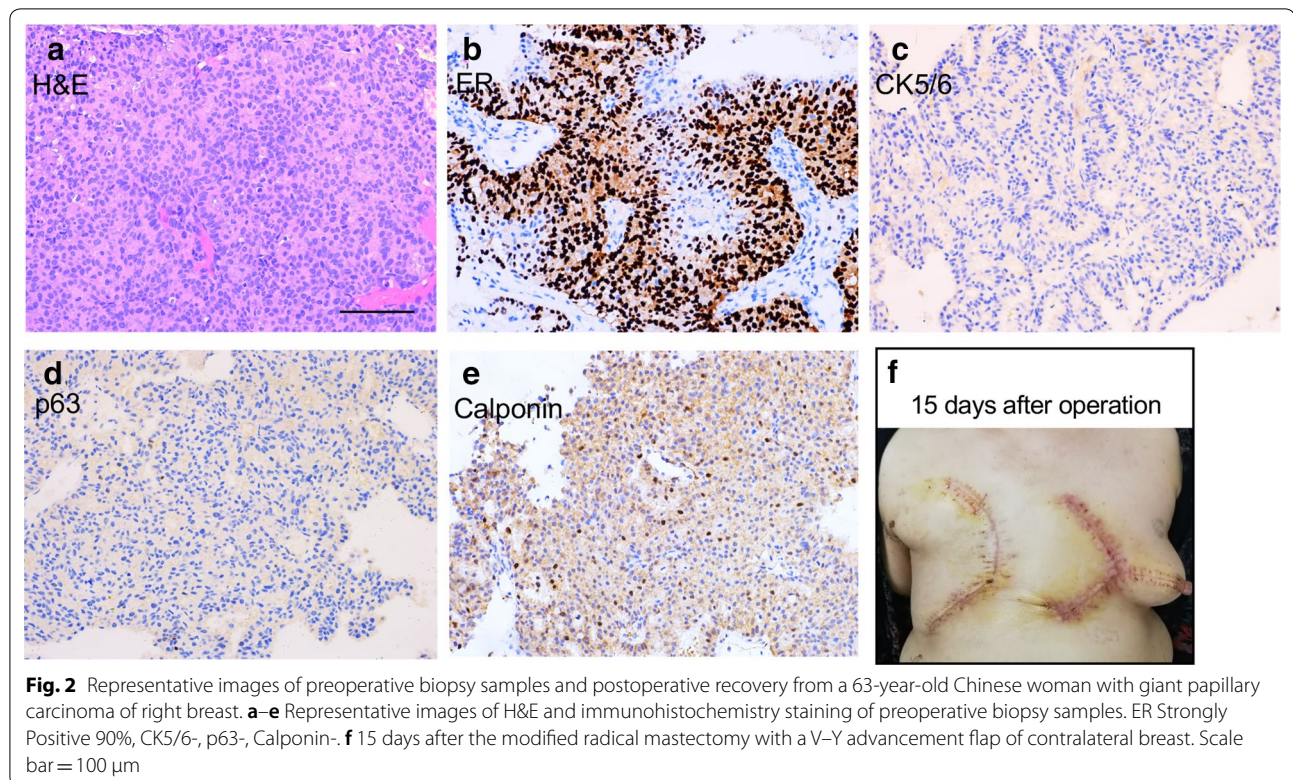 a
H&E
b
ER
c
CK5/6
d
p63
e
Calponin
f
15 days after operation
Fig. 2 Representative images of preoperative biopsy samples and postoperative recovery from a 63-year-old Chinese woman with giant papillary
carcinoma of right breast. a–e Representative images of H&E and immunohistochemistry staining of preoperative biopsy samples. ER Strongly
Positive 90%, CK5/6-, p63-, Calponin-. f 15 days after the modified radical mastectomy with a V–Y advancement flap of contralateral breast. Scale
bar = 100 μm